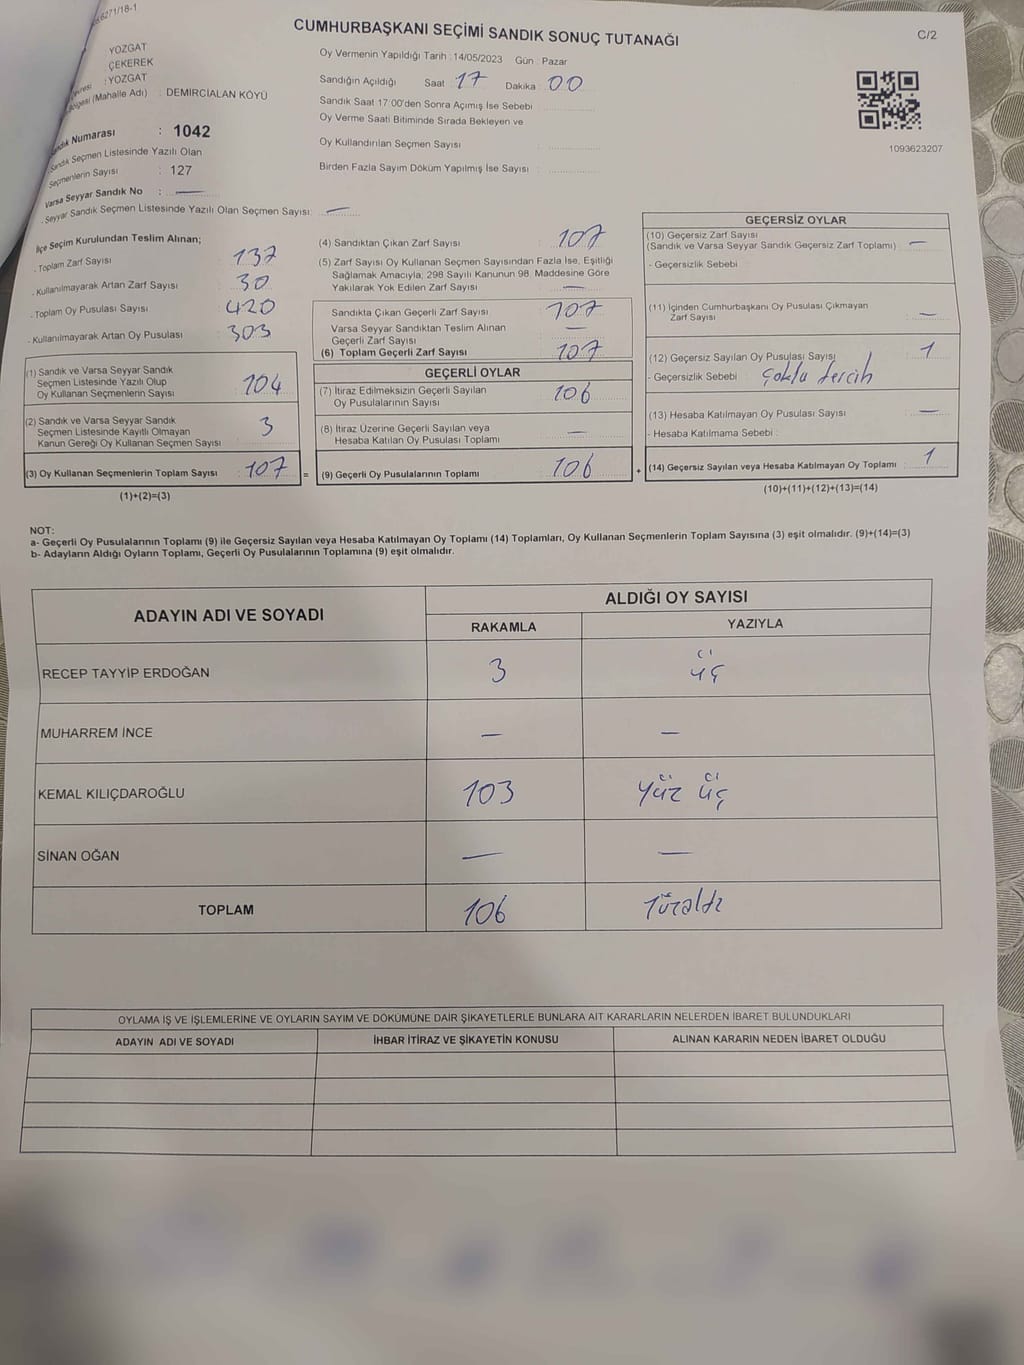 6271/18-1
CUMHURBAŞKANI SEÇİMİ SANDIK SONUÇ TUTANAĞI
C/2
: YOZGAT
ÇEKEREK
: YOZGAT
(Mahalle Adı) : DEMİRCİALAN KÖYÜ
Sandık Numarası : 1042
Sandık Seçmen Listesinde Yazılı Olan
Seçmenlerin Sayısı : 127
Varsa Seyyar Sandık No : —
Seyyar Sandık Seçmen Listesinde Yazılı Olan Seçmen Sayısı: —
Oy Vermenin Yapıldığı Tarih : 14/05/2023 Gün : Pazar
Sandığın Açıldığı Saat 17 Dakika 00
Sandık Saat 17:00'den Sonra Açımış İse Sebebi
Oy Verme Saati Bitiminde Sırada Bekleyen ve
Oy Kullandırılan Seçmen Sayısı :
Birden Fazla Sayım Döküm Yapılmış İse Sayısı :
1093623207
İlçe Seçim Kurulundan Teslim Alınan;
- Toplam Zarf Sayısı : 137
- Kullanılmayarak Artan Zarf Sayısı : 30
- Toplam Oy Pusulası Sayısı : 420
- Kullanılmayarak Artan Oy Pusulası : 303
(1) Sandık ve Varsa Seyyar Sandık
Seçmen Listesinde Yazılı Olup
Oy Kullanan Seçmenlerin Sayısı : 104
(2) Sandık ve Varsa Seyyar Sandık
Seçmen Listesinde Kayıtlı Olmayan
Kanun Gereği Oy Kullanan Seçmen Sayısı : 3
(3) Oy Kullanan Seçmenlerin Toplam Sayısı : 107 =
(1)+(2)=(3)
(4) Sandıktan Çıkan Zarf Sayısı : 107
(5) Zarf Sayısı Oy Kullanan Seçmen Sayısından Fazla İse, Eşitliği
Sağlamak Amacıyla; 298 Sayılı Kanunun 98. Maddesine Göre
Yakılarak Yok Edilen Zarf Sayısı : —
Sandıkta Çıkan Geçerli Zarf Sayısı : 107
Varsa Seyyar Sandıktan Teslim Alınan
Geçerli Zarf Sayısı : —
(6) Toplam Geçerli Zarf Sayısı : 107
GEÇERLİ OYLAR
(7) İtiraz Edilmeksizin Geçerli Sayılan
Oy Pusulalarının Sayısı : 106
(8) İtiraz Üzerine Geçerli Sayılan veya
Hesaba Katılan Oy Pusulası Toplamı : —
(9) Geçerli Oy Pusulalarının Toplamı : 106 +
GEÇERSİZ OYLAR
(10) Geçersiz Zarf Sayısı
(Sandık ve Varsa Seyyar Sandık Geçersiz Zarf Toplamı) : —
- Geçersizlik Sebebi :
(11) İçinden Cumhurbaşkanı Oy Pusulası Çıkmayan
Zarf Sayısı : —
(12) Geçersiz Sayılan Oy Pusulası Sayısı : 1
- Geçersizlik Sebebi : Çoklu tercih
(13) Hesaba Katılmayan Oy Pusulası Sayısı : —
- Hesaba Katılmama Sebebi :
(14) Geçersiz Sayılan veya Hesaba Katılmayan Oy Toplamı : 1
(10)+(11)+(12)+(13)=(14)
NOT:
a- Geçerli Oy Pusulalarının Toplamı (9) ile Geçersiz Sayılan veya Hesaba Katılmayan Oy Toplamı (14) Toplamları, Oy Kullanan Seçmenlerin Toplam Sayısına (3) eşit olmalıdır. (9)+(14)=(3)
b- Adayların Aldığı Oyların Toplamı, Geçerli Oy Pusulalarının Toplamına (9) eşit olmalıdır.
ADAYIN ADI VE SOYADI ALDIĞI OY SAYISI
RAKAMLA YAZIYLA
RECEP TAYYİP ERDOĞAN 3 üç
MUHARREM İNCE — —
KEMAL KILIÇDAROĞLU 103 Yüz üç
SİNAN OĞAN — —
TOPLAM 106 Yüzaltı
OYLAMA İŞ VE İŞLEMLERİNE VE OYLARIN SAYIM VE DÖKÜMÜNE DAİR ŞİKAYETLERLE BUNLARA AİT KARARLARIN NELERDEN İBARET BULUNDUKLARI
ADAYIN ADI VE SOYADI İHBAR İTİRAZ VE ŞİKAYETİN KONUSU ALINAN KARARIN NEDEN İBARET OLDUĞU